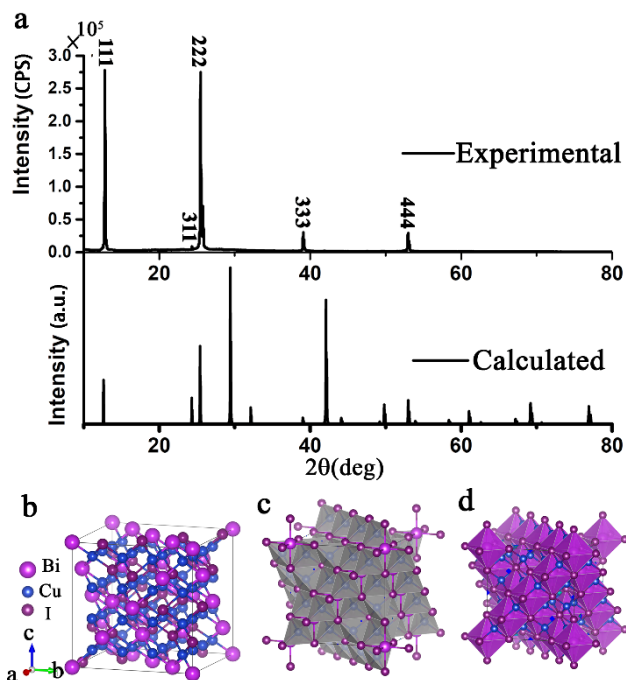 a
×10⁵
Intensity (CPS)
3.0
2.5
2.0
1.5
1.0
0.5
0.0
111
311
222
333
444
Experimental
20
40
60
80
Intensity (a.u.)
Calculated
20
40
60
80
2θ(deg)
b
c
d
Bi
Cu
I
c
a
b